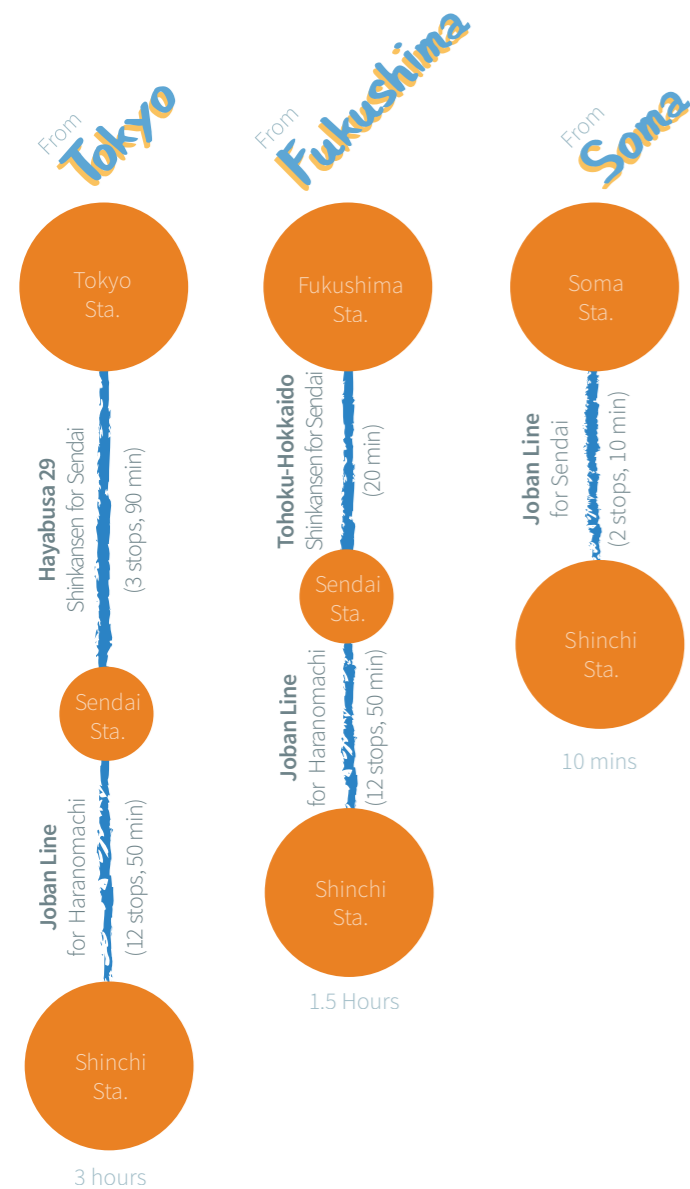 From
Tokyo
Tokyo
Sta.
Hayabusa 29
Shinkansen for Sendai
(3 stops, 90 min)
Sendai
Sta.
Joban Line
for Haranomachi
(12 stops, 50 min)
Shinchi
Sta.
3 hours
From
Fukushima
Fukushima
Sta.
Tohoku-Hokkaido
Shinkansen for Sendai
(20 min)
Sendai
Sta.
Joban Line
for Haranomachi
(12 stops, 50 min)
Shinchi
Sta.
1.5 Hours
From
Soma
Soma
Sta.
Joban Line
for Sendai
(2 stops, 10 min)
Shinchi
Sta.
10 mins